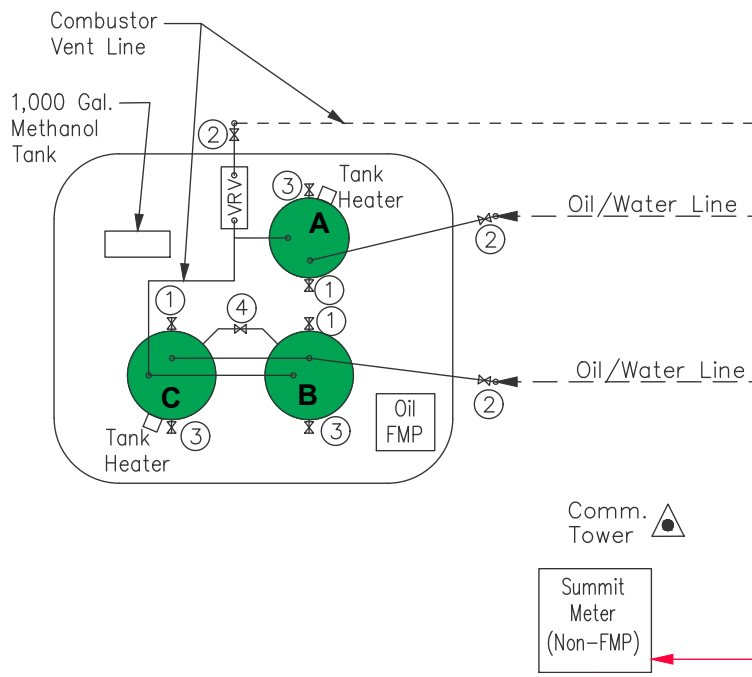 Combustor
Vent Line
1,000 Gal.
Methanol
Tank
2
VRV
3
Tank
Heater
A
Oil/Water Line
2
1
1
4
1
C
B
Oil/Water Line
2
Oil
FMP
3
3
Tank
Heater
Comm.
Tower
Summit
Meter
(Non-FMP)